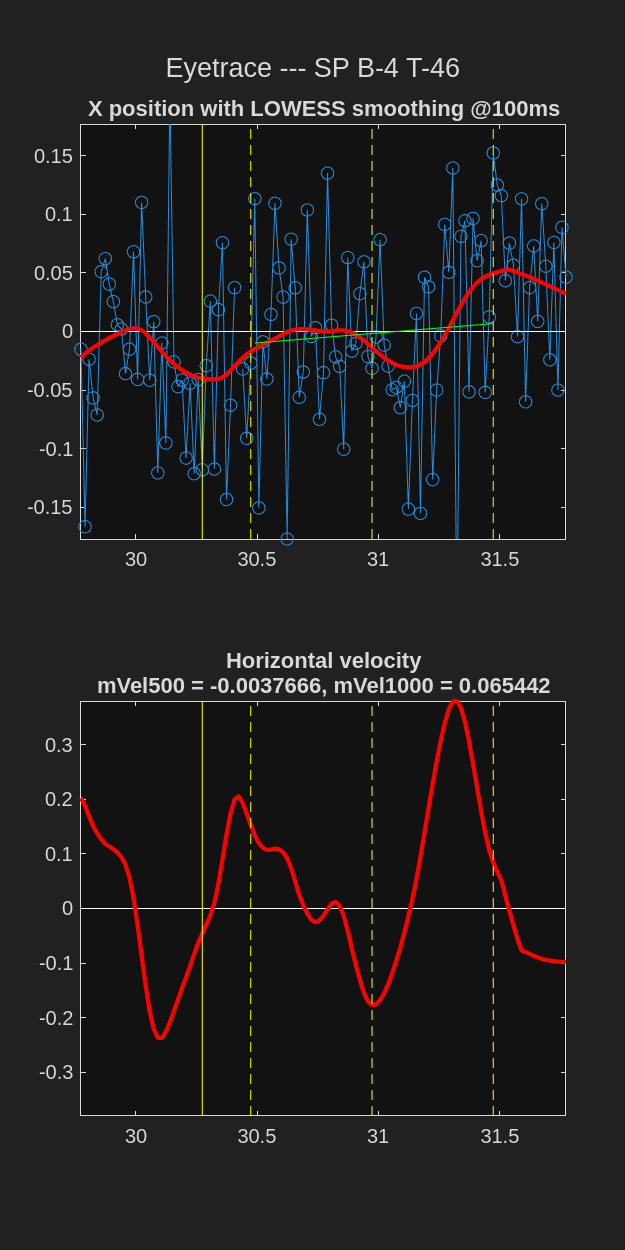 Eyetrace --- SP B-4 T-46
X position with LOWESS smoothing @100ms
0.15
0.1
0.05
0
-0.05
-0.1
-0.15
30 30.5 31 31.5
Horizontal velocity
mVel500 = -0.0037666, mVel1000 = 0.065442
0.3
0.2
0.1
0
-0.1
-0.2
-0.3
30 30.5 31 31.5